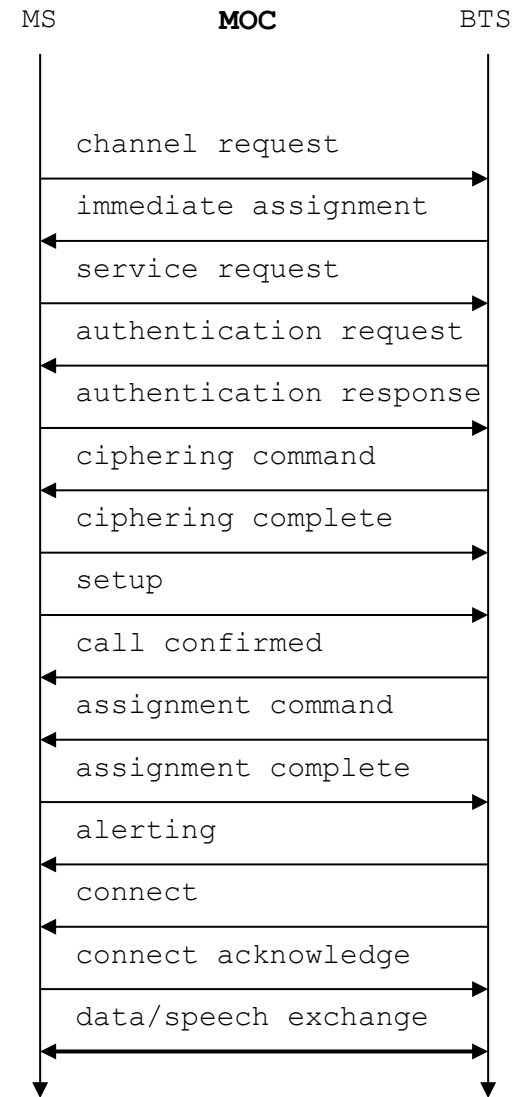 MS MOC BTS
channel request
immediate assignment
service request
authentication request
authentication response
ciphering command
ciphering complete
setup
call confirmed
assignment command
assignment complete
alerting
connect
connect acknowledge
data/speech exchange